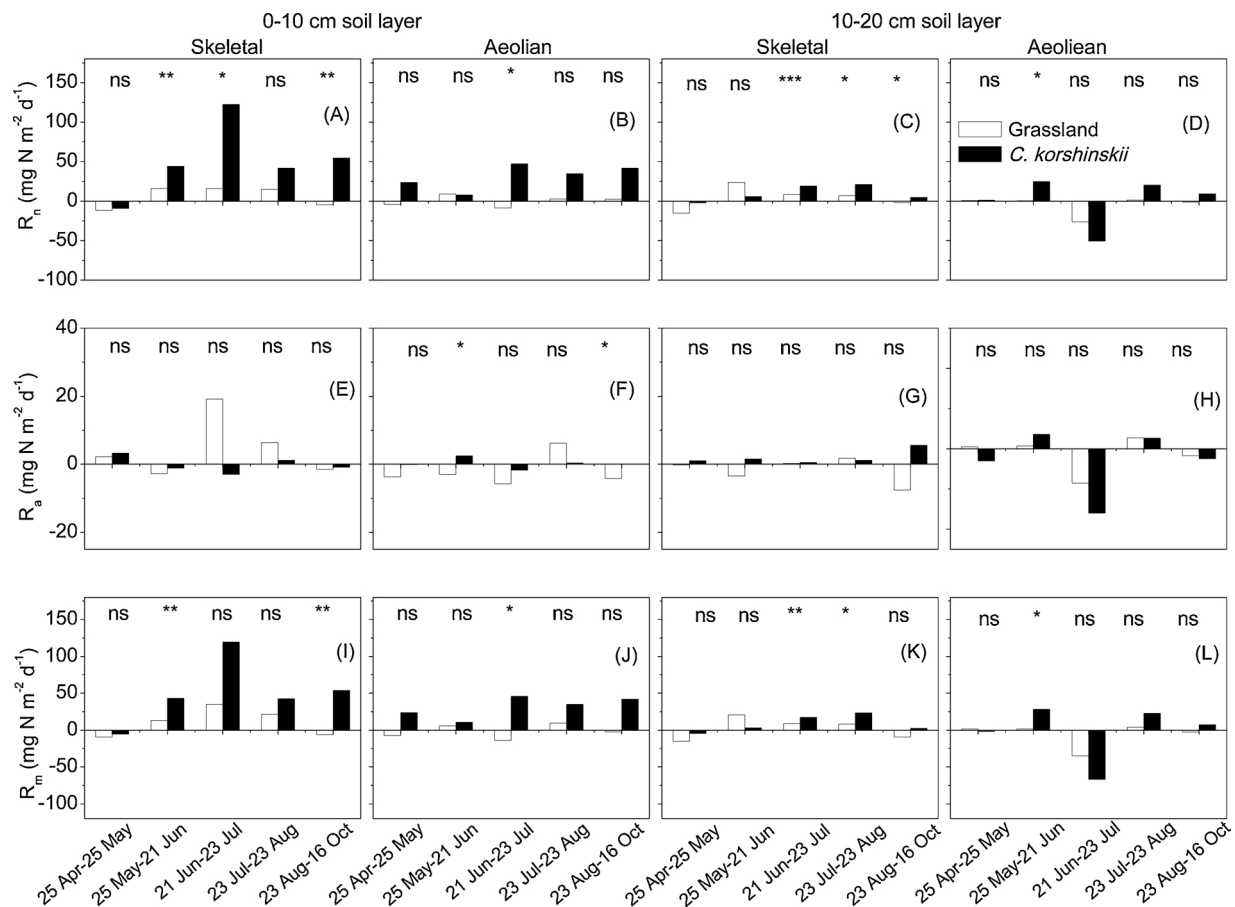 0-10 cm soil layer 10-20 cm soil layer
Skeletal Aeolian Skeletal Aeoliean
150
100
50
0
-50
-100
Rn (mg N m-2 d-1)
ns ** * ns **
(A)
ns ns * ns ns
(B)
ns ns *** * *
(C)
ns * ns ns ns
Grassland
C. korshinskii
(D)
40
20
0
-20
Ra (mg N m-2 d-1)
ns ns ns ns ns
(E)
ns * ns ns *
(F)
ns ns ns ns ns
(G)
ns ns ns ns ns
(H)
150
100
50
0
-50
-100
Rm (mg N m-2 d-1)
ns ** ns ns **
(I)
ns ns * ns ns
(J)
ns ns ** * ns
(K)
ns * ns ns ns
(L)
25 Apr-25 May
25 May-21 Jun
21 Jun-23 Jul
23 Jul-23 Aug
23 Aug-16 Oct
25 Apr-25 May
25 May-21 Jun
21 Jun-23 Jul
23 Jul-23 Aug
23 Aug-16 Oct
25 Apr-25 May
25 May-21 Jun
21 Jun-23 Jul
23 Jul-23 Aug
23 Aug-16 Oct
25 Apr-25 May
25 May-21 Jun
21 Jun-23 Jul
23 Jul-23 Aug
23 Aug-16 Oct